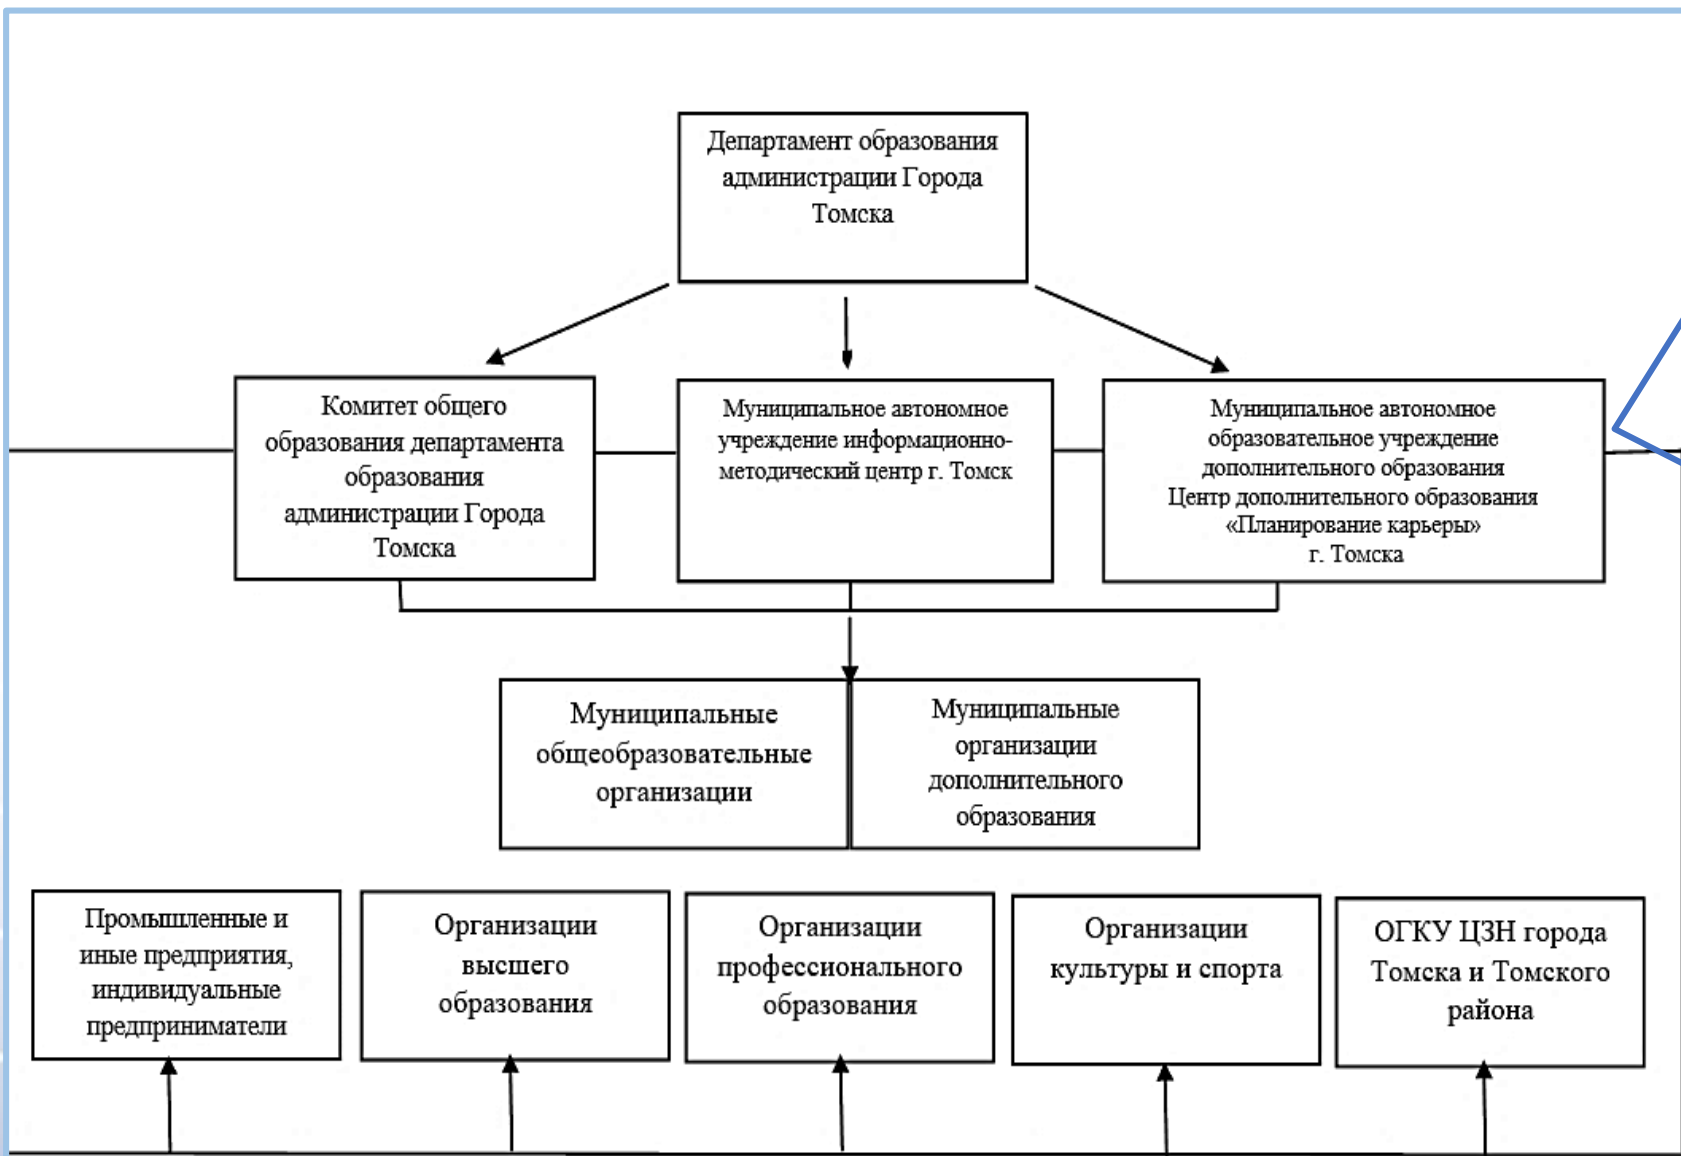 Департамент образования
администрации Города
Томска
Комитет общего
образования департамента
образования
администрации Города
Томска
Муниципальное автономное
учреждение информационно-
методический центр г. Томск
Муниципальное автономное
образовательное учреждение
дополнительного образования
Центр дополнительного образования
«Планирование карьеры»
г. Томска
Муниципальные
общеобразовательные
организации
Муниципальные
организации
дополнительного
образования
Промышленные и
иные предприятия,
индивидуальные
предприниматели
Организации
высшего
образования
Организации
профессионального
образования
Организации
культуры и спорта
ОГКУ ЦЗН города
Томска и Томского
района